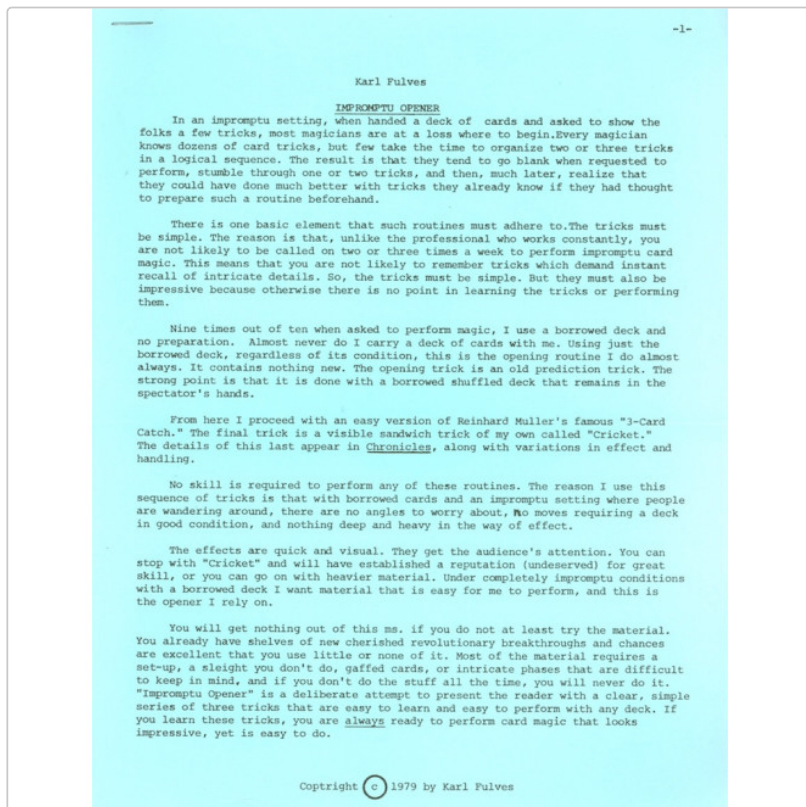 -1-
Karl Fulves
IMPROMPTU OPENER
In an impromptu setting, when handed a deck of cards and asked to show the
folks a few tricks, most magicians are at a loss where to begin.Every magician
knows dozens of card tricks, but few take the time to organize two or three tricks
in a logical sequence. The result is that they tend to go blank when requested to
perform, stumble through one or two tricks, and then, much later, realize that
they could have done much better with tricks they already know if they had thought
to prepare such a routine beforehand.
There is one basic element that such routines must adhere to.The tricks must
be simple. The reason is that, unlike the professional who works constantly, you
are not likely to be called on two or three times a week to perform impromptu card
magic. This means that you are not likely to remember tricks which demand instant
recall of intricate details. So, the tricks must be simple. But they must also be
impressive because otherwise there is no point in learning the tricks or performing
them.
Nine times out of ten when asked to perform magic, I use a borrowed deck and
no preparation. Almost never do I carry a deck of cards with me. Using just the
borrowed deck, regardless of its condition, this is the opening routine I do almost
always. It contains nothing new. The opening trick is an old prediction trick. The
strong point is that it is done with a borrowed shuffled deck that remains in the
spectator's hands.
From here I proceed with an easy version of Reinhard Muller's famous "3-Card
Catch." The final trick is a visible sandwich trick of my own called "Cricket."
The details of this last appear in Chronicles, along with variations in effect and
handling.
No skill is required to perform any of these routines. The reason I use this
sequence of tricks is that with borrowed cards and an impromptu setting where people
are wandering around, there are no angles to worry about, no moves requiring a deck
in good condition, and nothing deep and heavy in the way of effect.
The effects are quick and visual. They get the audience's attention. You can
stop with "Cricket" and will have established a reputation (undeserved) for great
skill, or you can go on with heavier material. Under completely impromptu conditions
with a borrowed deck I want material that is easy for me to perform, and this is
the opener I rely on.
You will get nothing out of this ms. if you do not at least try the material.
You already have shelves of new cherished revolutionary breakthroughs and chances
are excellent that you use little or none of it. Most of the material requires a
set-up, a sleight you don't do, gaffed cards, or intricate phases that are difficult
to keep in mind, and if you don't do the stuff all the time, you will never do it.
"Impromptu Opener" is a deliberate attempt to present the reader with a clear, simple
series of three tricks that are easy to learn and easy to perform with any deck. If
you learn these tricks, you are always ready to perform card magic that looks
impressive, yet is easy to do.
Coptright © 1979 by Karl Fulves